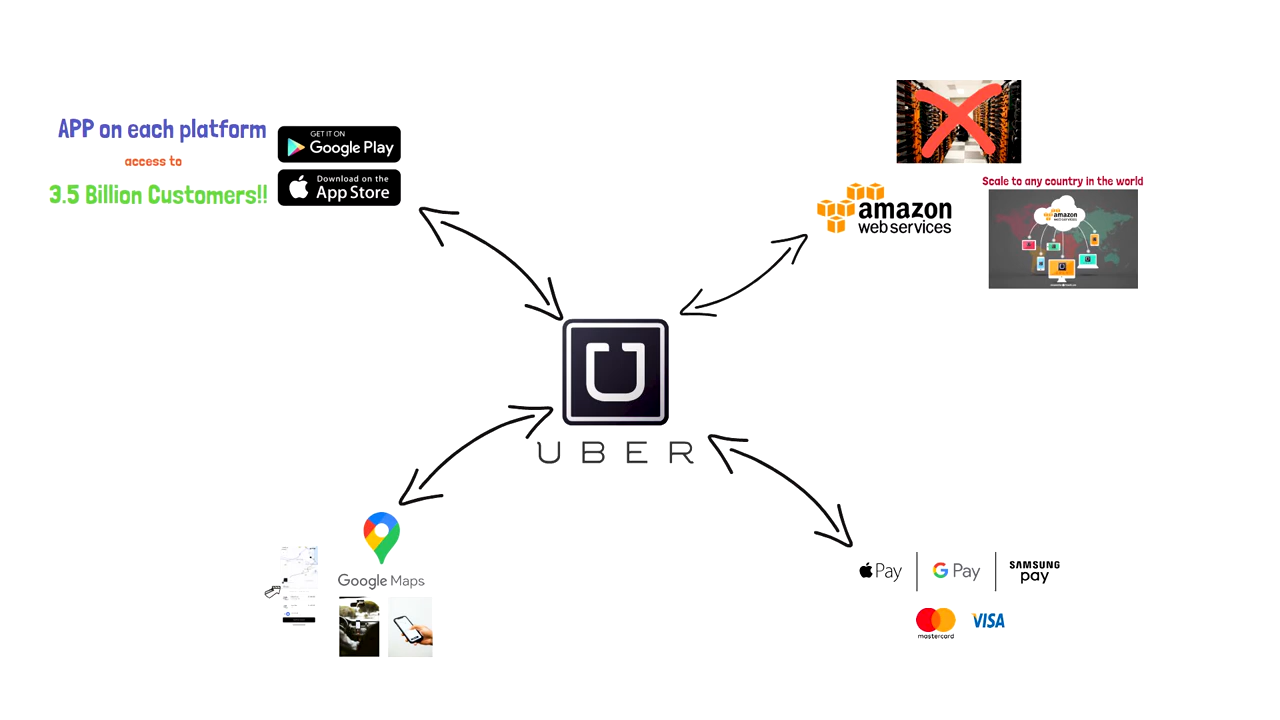 APP on each platform
access to
3.5 Billion Customers!!
GET IT ON
Google Play
Download on the
App Store
amazon
webservices
Scale to any country in the world
amazon
UBER
Google Maps
Pay
G Pay
SAMSUNG
pay
mastercard
VISA